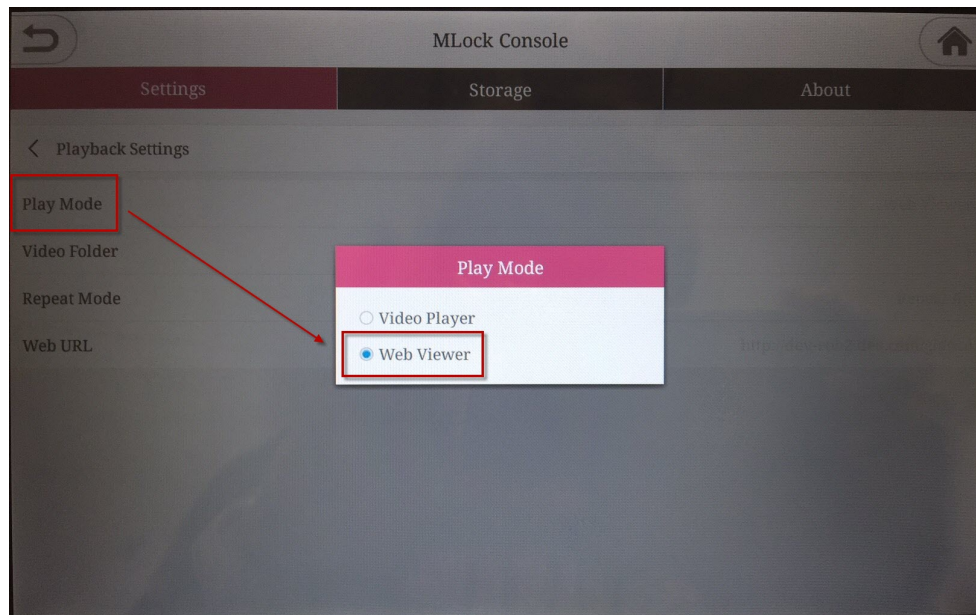 MLock Console
Settings
Storage
About
Playback Settings
Play Mode
Video Folder
Repeat Mode
Web URL
Play Mode
Video Player
Web Viewer